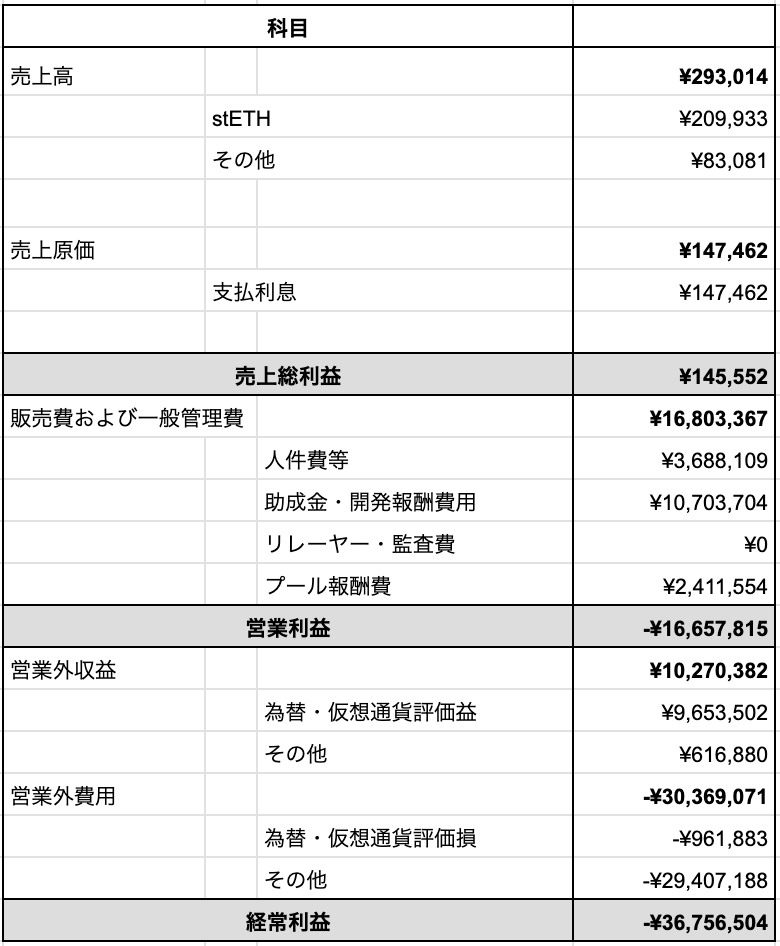 科目
売上高 ¥293,014
stETH ¥209,933
その他 ¥83,081
売上原価 ¥147,462
支払利息 ¥147,462
売上総利益 ¥145,552
販売費および一般管理費 ¥16,803,367
人件費等 ¥3,688,109
助成金・開発報酬費用 ¥10,703,704
リレーヤー・監査費 ¥0
プール報酬費 ¥2,411,554
営業利益 -¥16,657,815
営業外収益 ¥10,270,382
為替・仮想通貨評価益 ¥9,653,502
その他 ¥616,880
営業外費用 -¥30,369,071
為替・仮想通貨評価損 -¥961,883
その他 -¥29,407,188
経常利益 -¥36,756,504